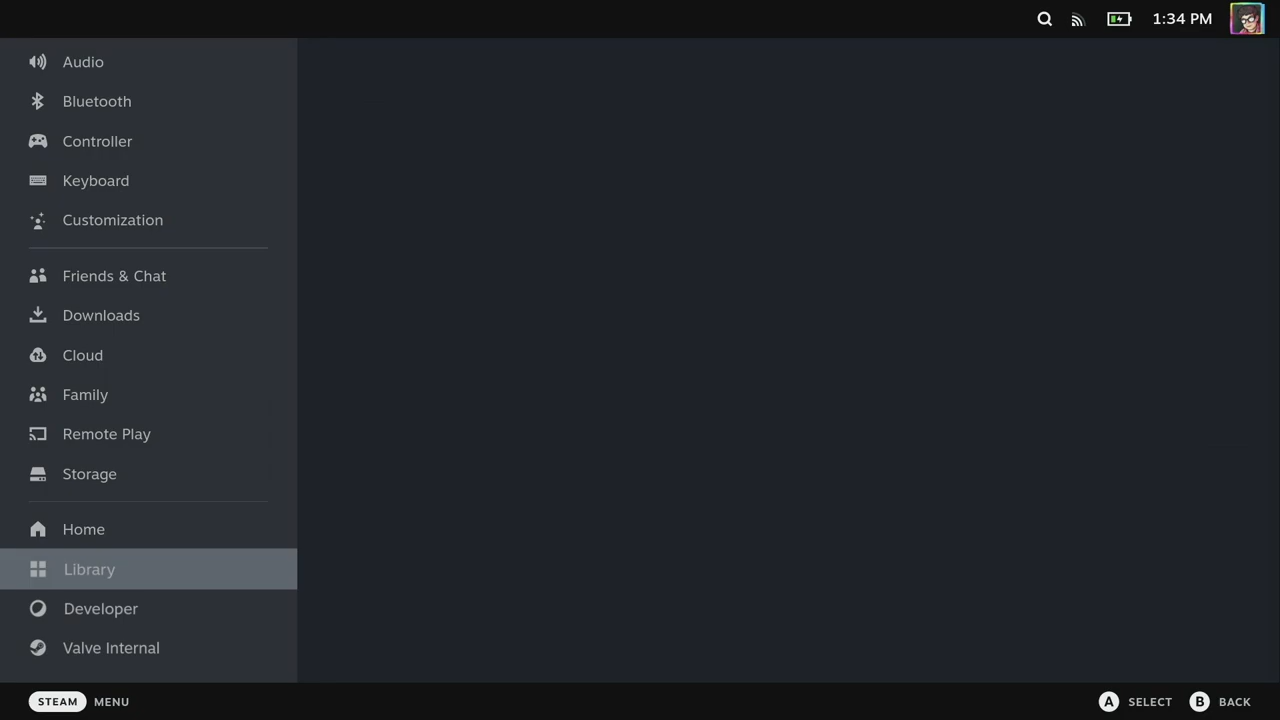 1:34 PM
Audio
Bluetooth
Controller
Keyboard
Customization
Friends & Chat
Downloads
Cloud
Family
Remote Play
Storage
Home
Library
Developer
Valve Internal
STEAM MENU
A SELECT B BACK